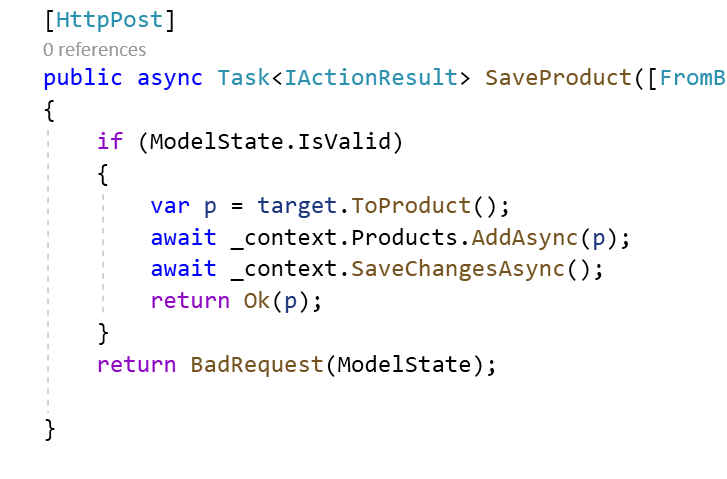 [HttpPost]
0 references
public async Task<IActionResult> SaveProduct([FromB
{
if (ModelState.IsValid)
{
var p = target.ToProduct();
await _context.Products.AddAsync(p);
await _context.SaveChangesAsync();
return Ok(p);
}
return BadRequest(ModelState);
}